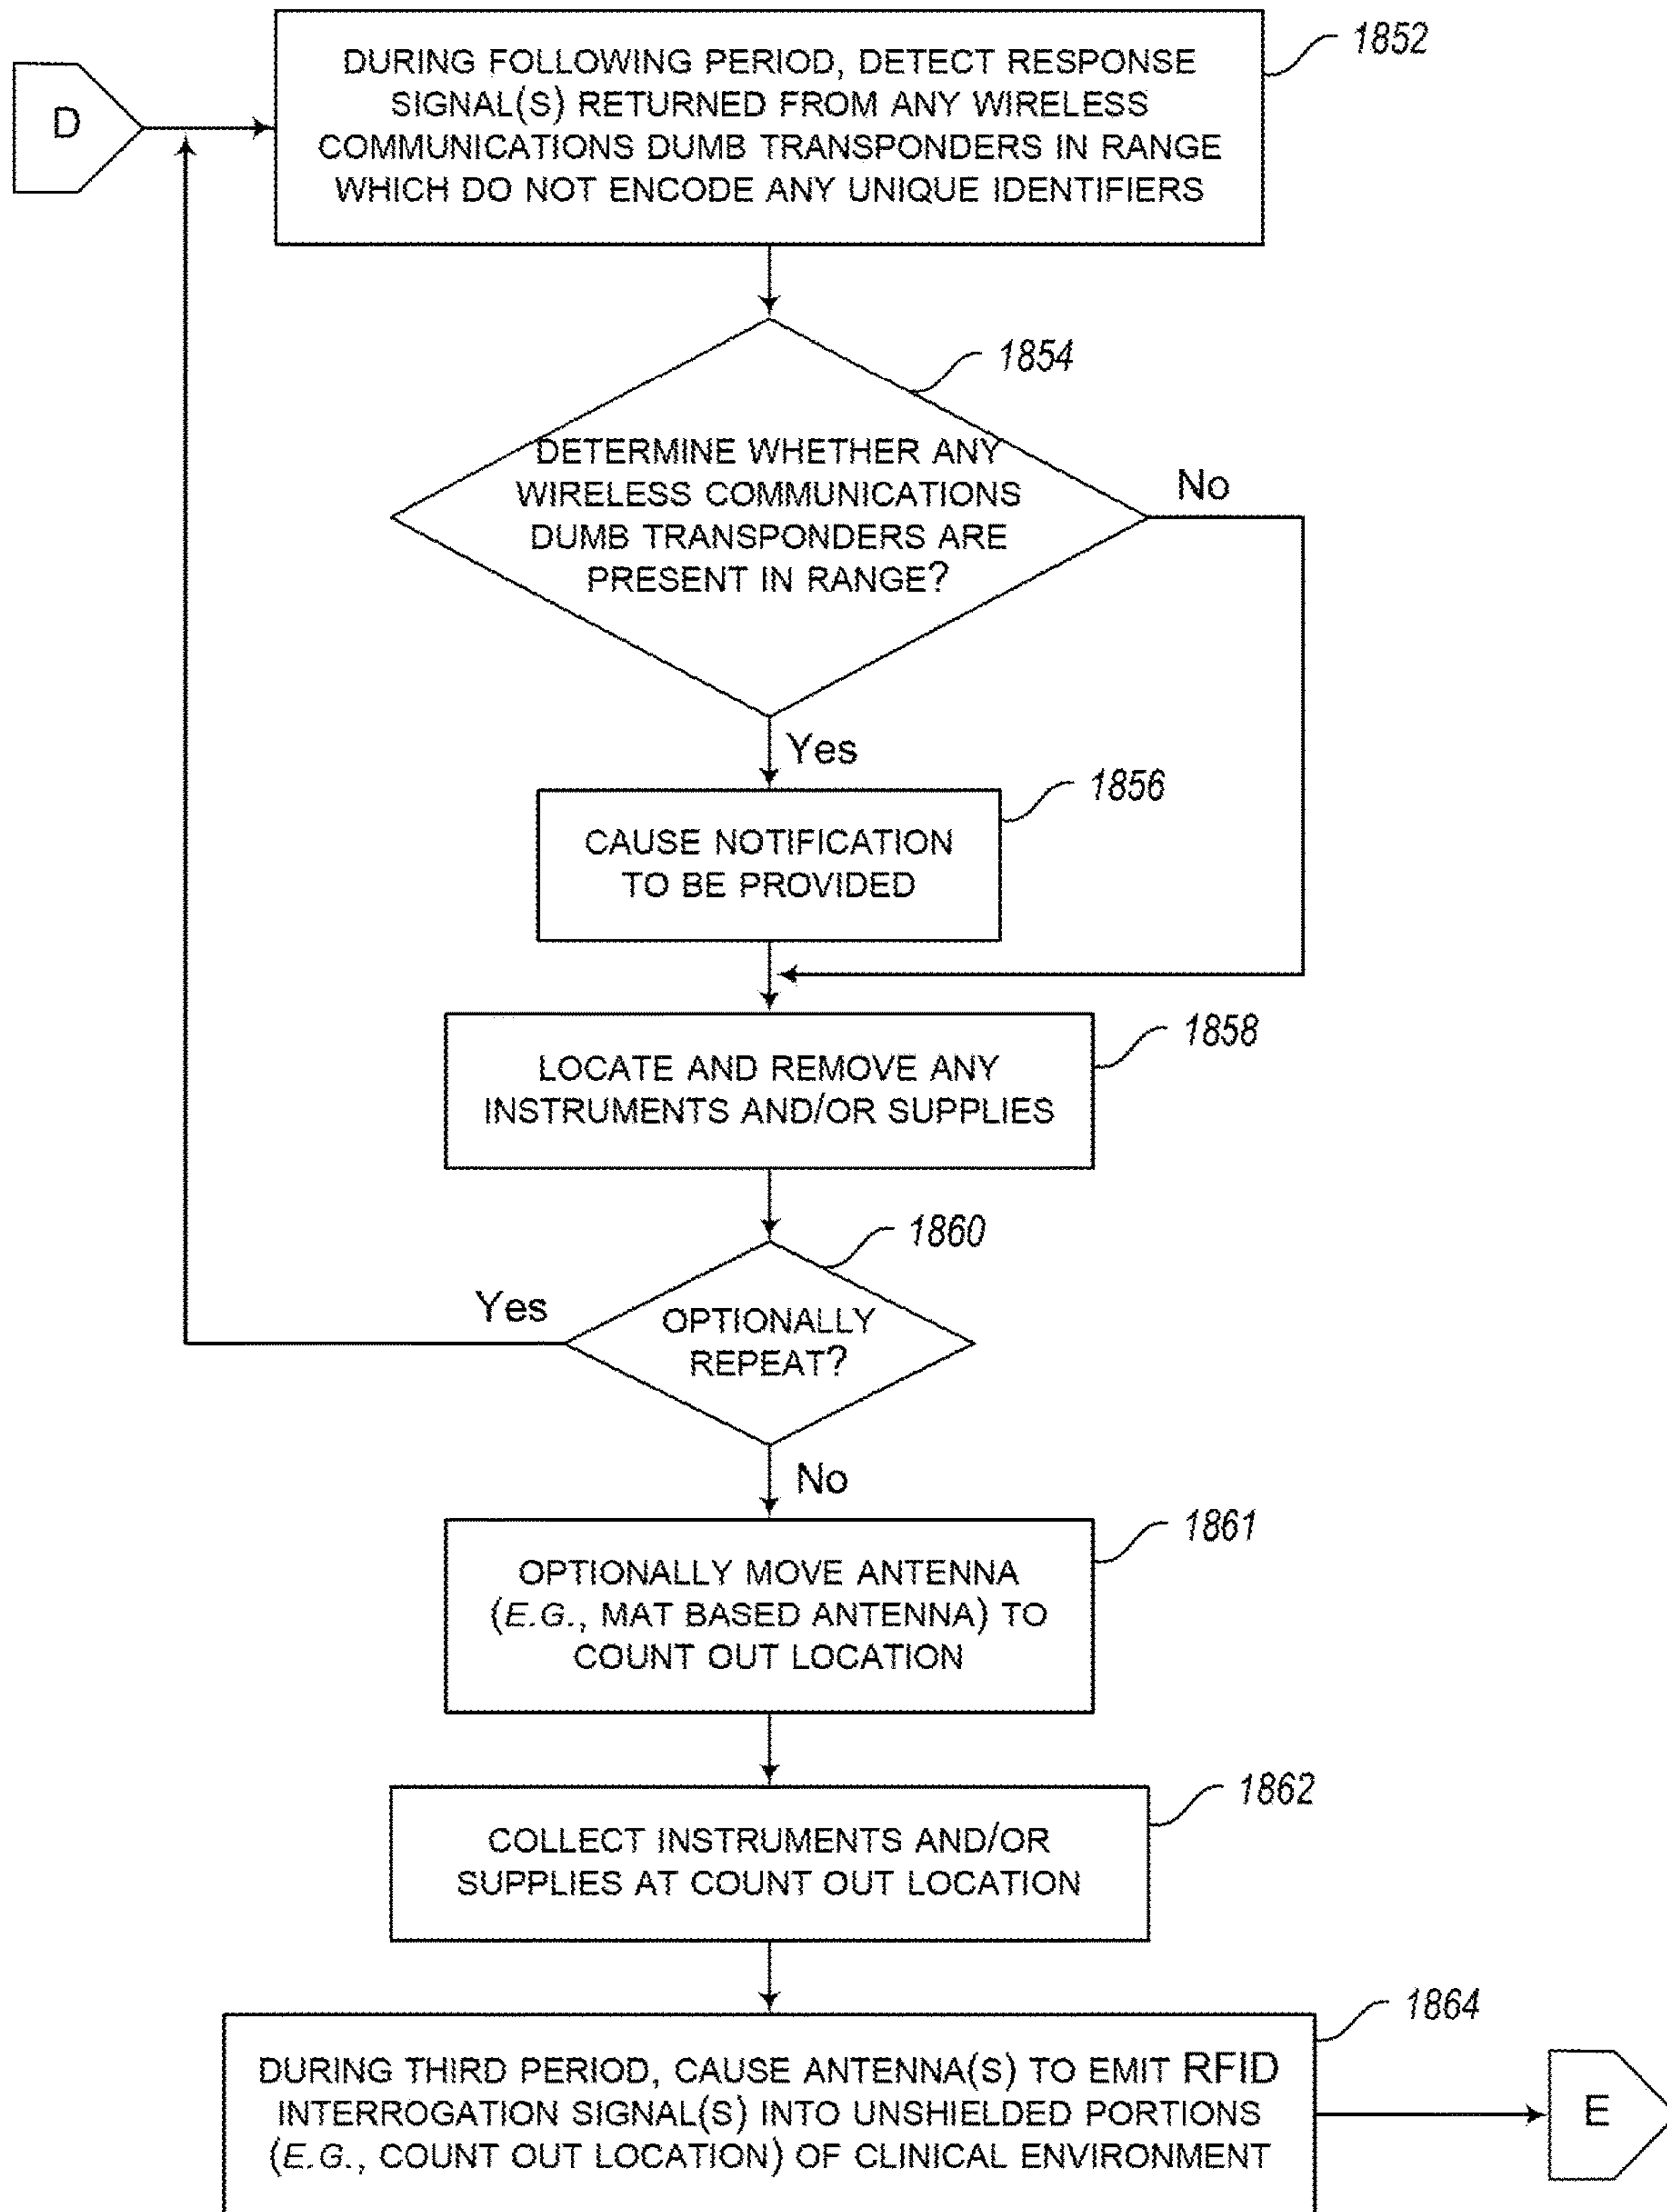 1852
DURING FOLLOWING PERIOD, DETECT RESPONSE
SIGNAL(S) RETURNED FROM ANY WIRELESS
COMMUNICATIONS DUMB TRANSPONDERS IN RANGE
WHICH DO NOT ENCODE ANY UNIQUE IDENTIFIERS
D
1854
DETERMINE WHETHER ANY
WIRELESS COMMUNICATIONS
DUMB TRANSPONDERS ARE
PRESENT IN RANGE?
No
Yes
1856
CAUSE NOTIFICATION
TO BE PROVIDED
1858
LOCATE AND REMOVE ANY
INSTRUMENTS AND/OR SUPPLIES
1860
Yes
OPTIONALLY
REPEAT?
No
1861
OPTIONALLY MOVE ANTENNA
(E.G., MAT BASED ANTENNA) TO
COUNT OUT LOCATION
1862
COLLECT INSTRUMENTS AND/OR
SUPPLIES AT COUNT OUT LOCATION
1864
DURING THIRD PERIOD, CAUSE ANTENNA(S) TO EMIT RFID
INTERROGATION SIGNAL(S) INTO UNSHIELDED PORTIONS
(E.G., COUNT OUT LOCATION) OF CLINICAL ENVIRONMENT
E